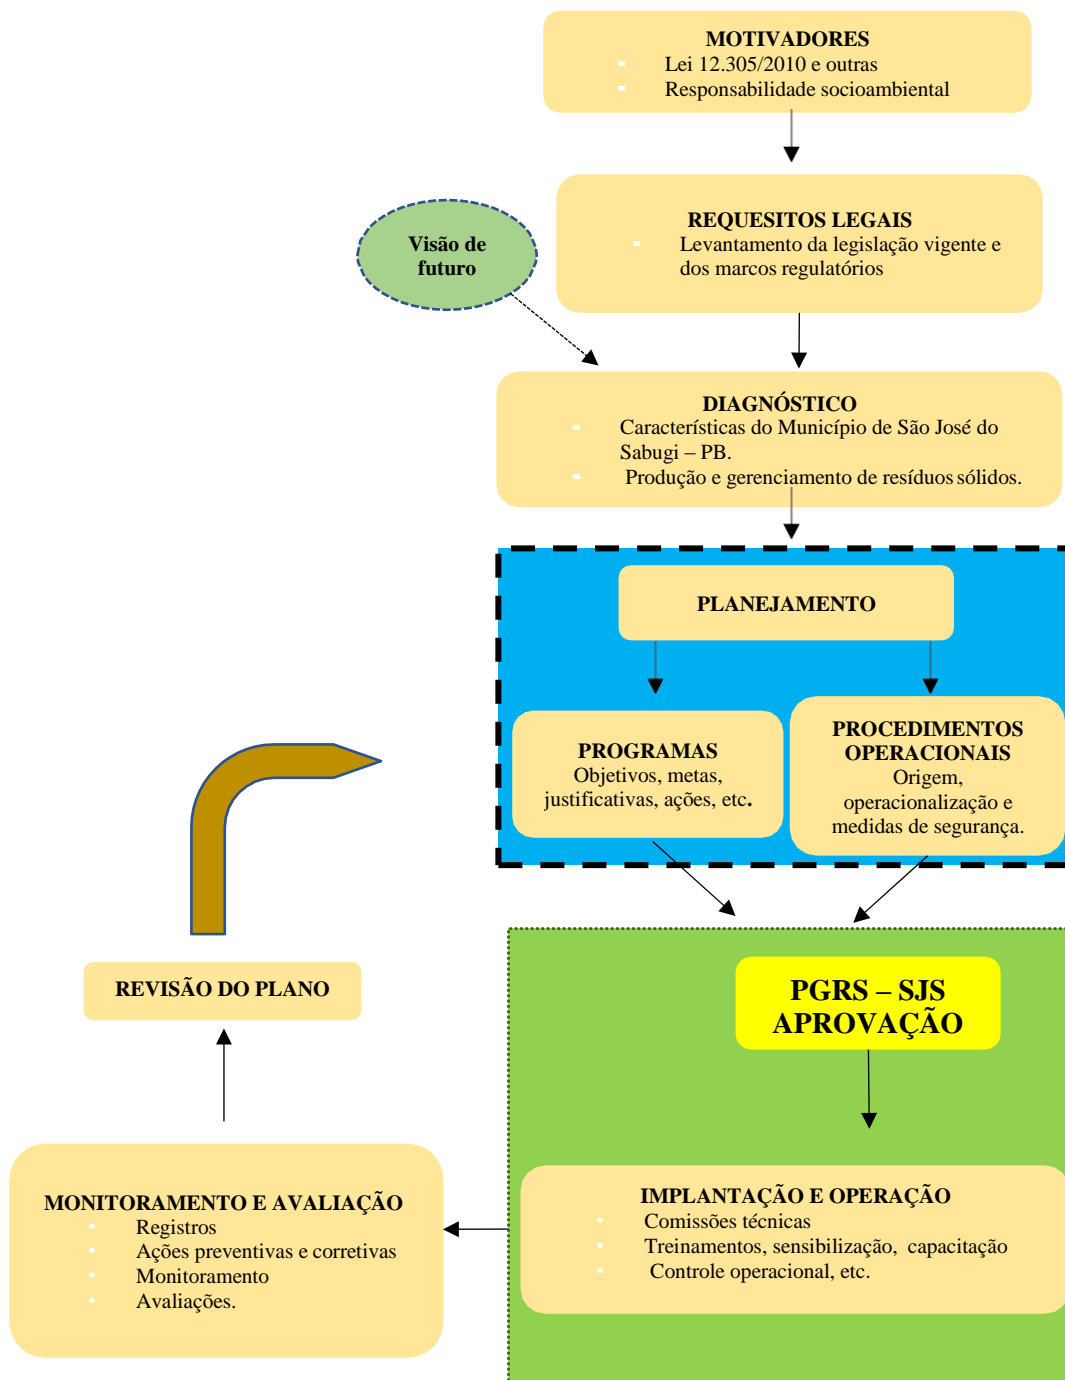 MOTIVADORES
Lei 12.305/2010 e outras
Responsabilidade socioambiental
REQUESITOS LEGAIS
Levantamento da legislação vigente e
dos marcos regulatórios
Visão de
futuro
DIAGNÓSTICO
Características do Município de São José do
Sabugi – PB.
Produção e gerenciamento de resíduos sólidos.
PLANEJAMENTO
PROGRAMAS
Objetivos, metas,
justificativas, ações, etc.
PROCEDIMENTOS
OPERACIONAIS
Origem,
operacionalização e
medidas de segurança.
PGRS – SJS
APROVAÇÃO
IMPLANTAÇÃO E OPERAÇÃO
Comissões técnicas
Treinamentos, sensibilização, capacitação
Controle operacional, etc.
MONITORAMENTO E AVALIAÇÃO
Registros
Ações preventivas e corretivas
Monitoramento
Avaliações.
REVISÃO DO PLANO